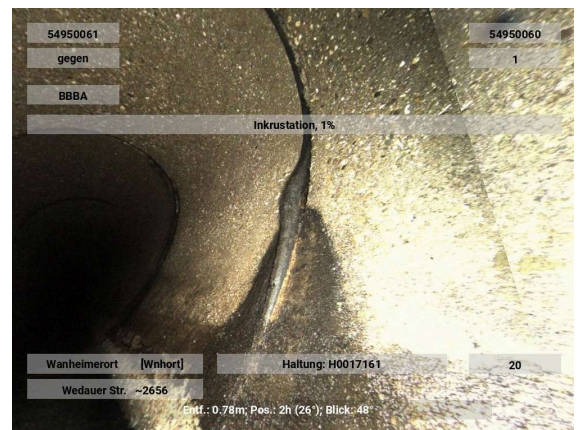 54950061 54950060
gegen 1
BBBA
Inkrustation, 1%
Wanheimerort [Wnhort] Haltung: H0017161 20
Wedauer Str. ~2656
Entf.: 0.78m; Pos.: 2h (26°); Blick: 48°